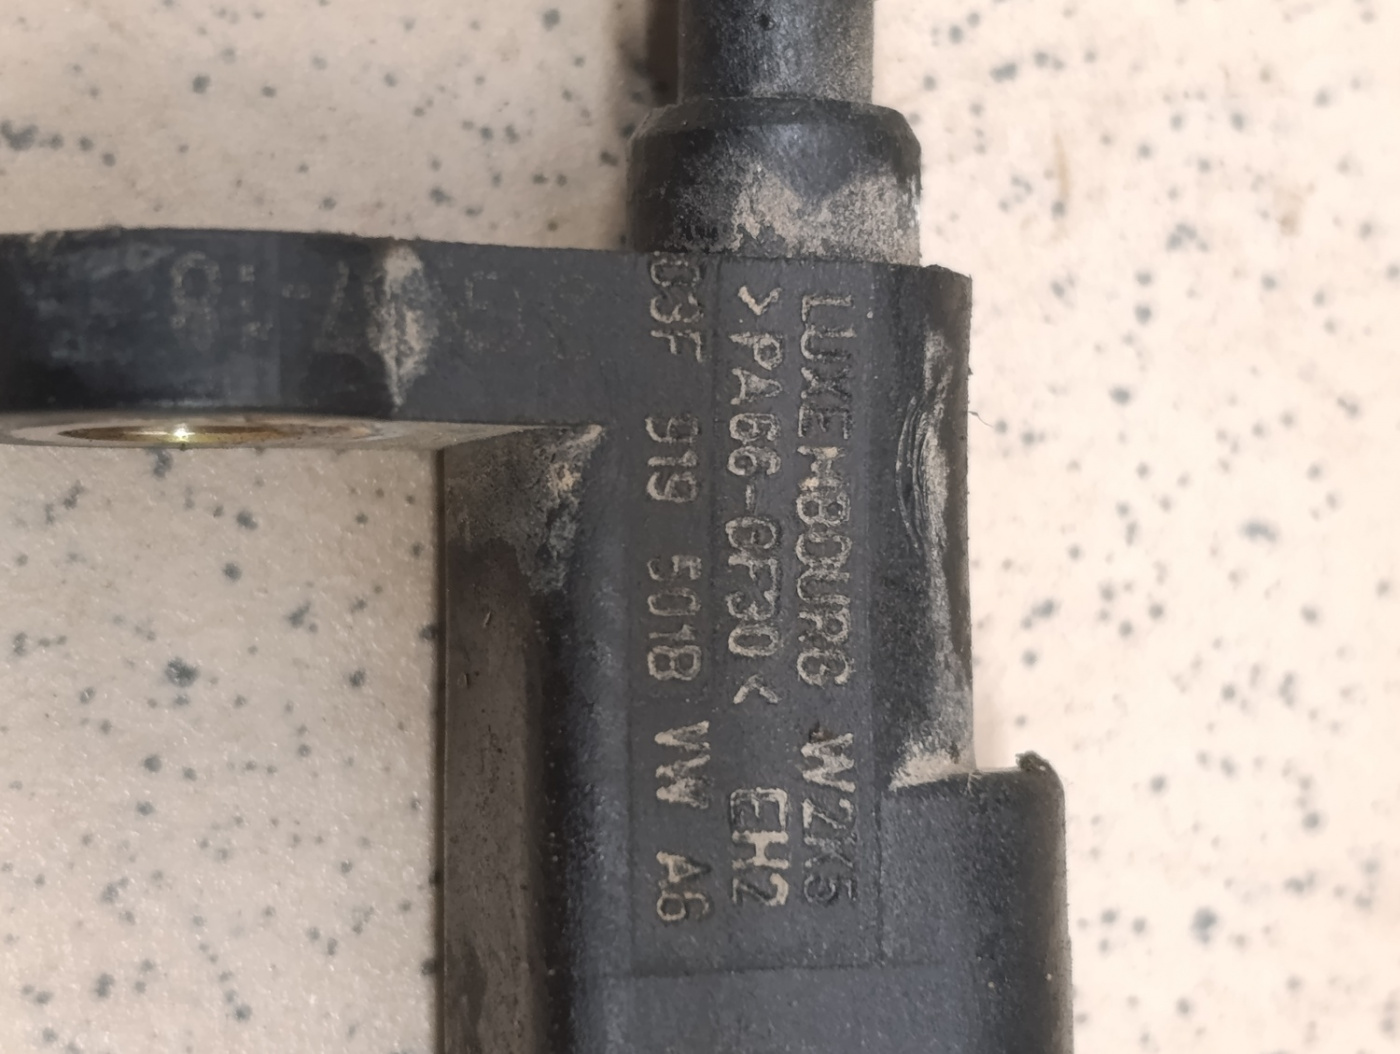 LUXEMBOURG W2K5
>PA66-GF30< EH2
03F 919 501B VW A6